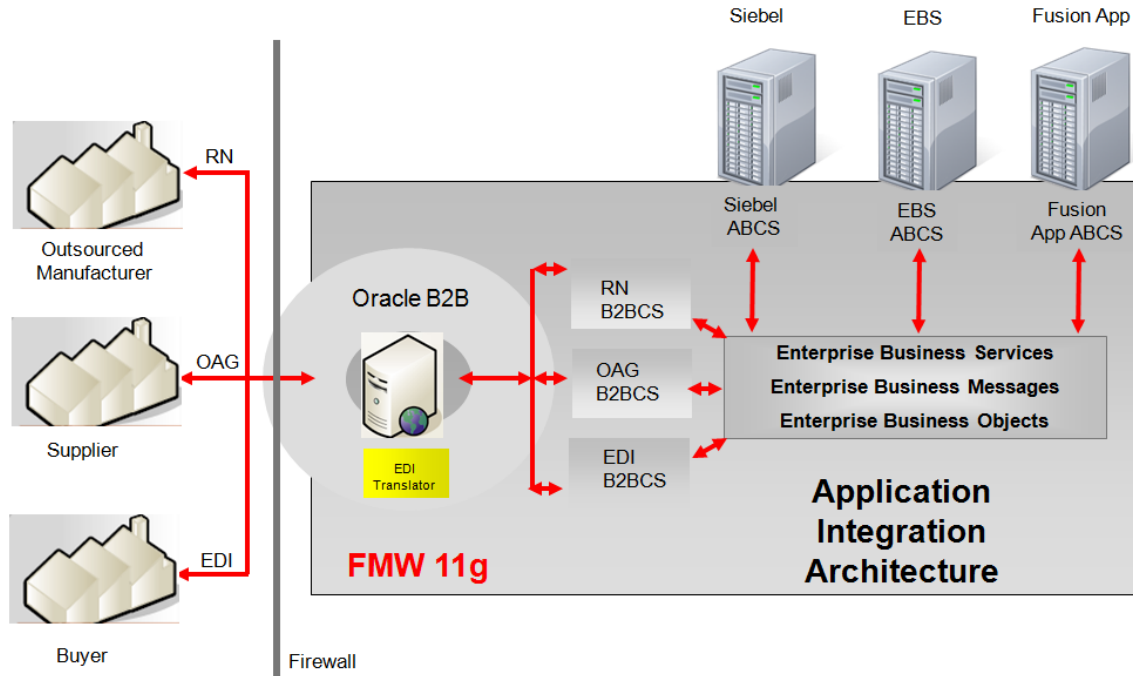 Siebel
EBS
Fusion App
RN
Outsourced
Manufacturer
OAG
Supplier
EDI
Buyer
Firewall
Oracle B2B
EDI
Translator
FMW 11g
RN
B2BCS
OAG
B2BCS
EDI
B2BCS
Siebel
ABCS
EBS
ABCS
Fusion
App ABCS
Enterprise Business Services
Enterprise Business Messages
Enterprise Business Objects
Application
Integration
Architecture